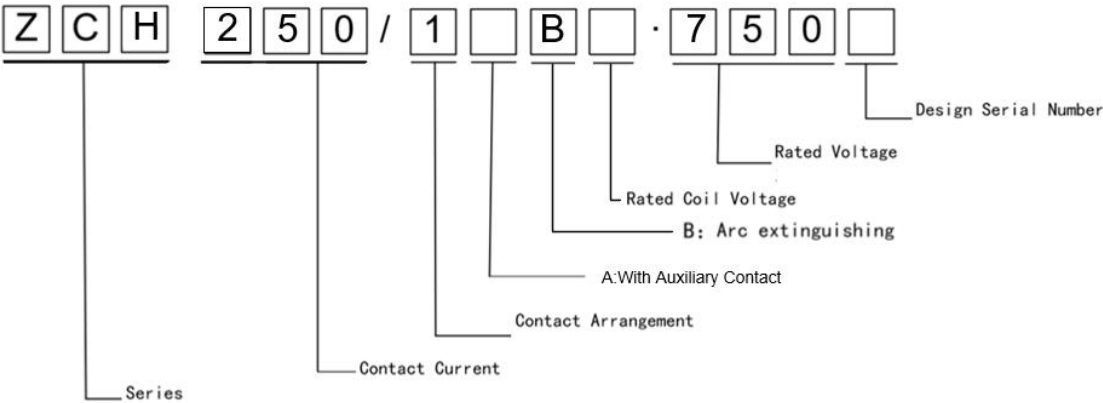 Z C H 2 5 0 / 1 B · 7 5 0
Design Serial Number
Rated Voltage
Rated Coil Voltage
B: Arc extinguishing
A:With Auxiliary Contact
Contact Arrangement
Contact Current
Series